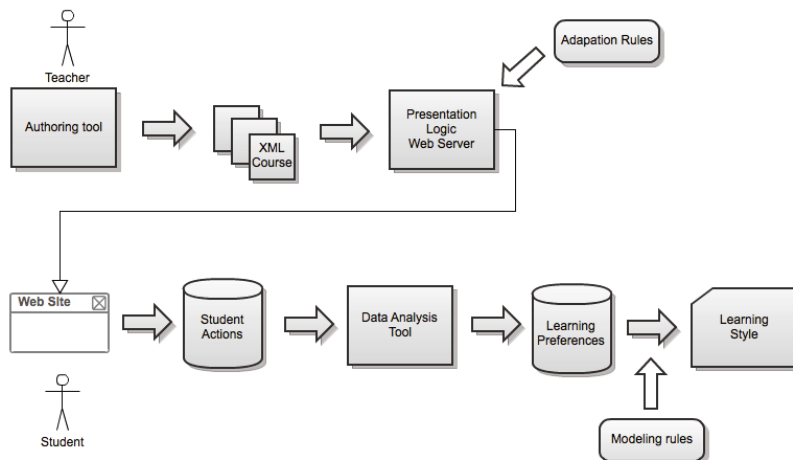 Adapation Rules
Teacher
Authoring tool
XML
Course
Presentation
Logic
Web Server
Web SIte
Student
Actions
Data Analysis
Tool
Learning
Preferences
Learning
Style
Student
Modeling rules